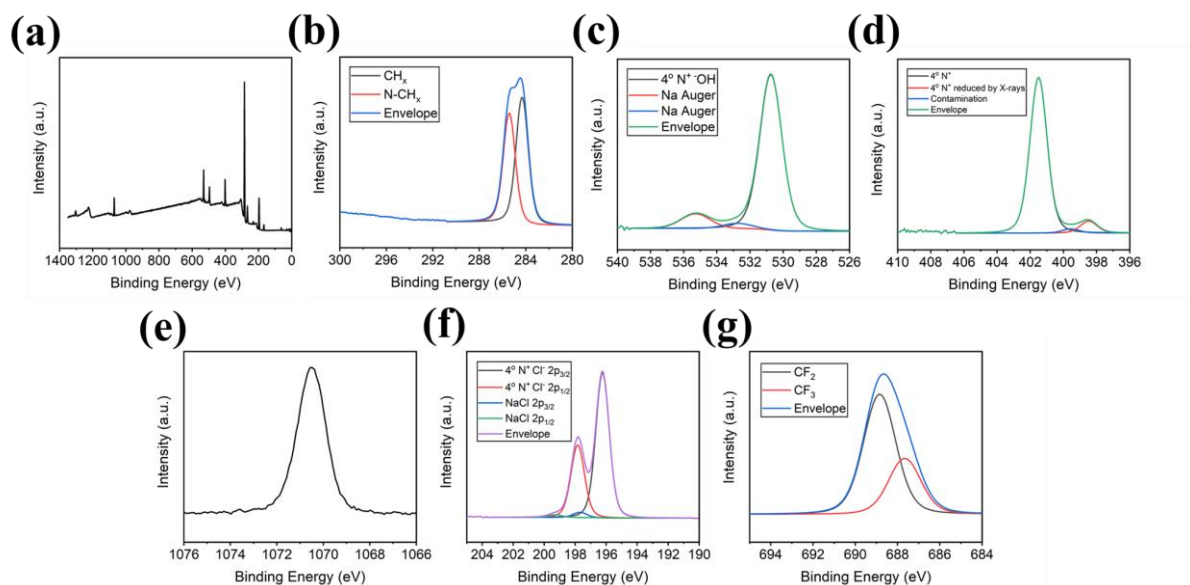 (a)
Intensity (a.u.)
1400 1200 1000 800 600 400 200 0
Binding Energy (eV)
(b)
CHₓ
N-CHₓ
Envelope
Intensity (a.u.)
300 296 292 288 284 280
Binding Energy (eV)
(c)
4º N⁺ ⁻OH
Na Auger
Na Auger
Envelope
Intensity (a.u.)
540 538 536 534 532 530 528 526
Binding Energy (eV)
(d)
4º N⁺
4º N⁺ reduced by X-rays
Contamination
Envelope
Intensity (a.u.)
410 408 406 404 402 400 398 396
Binding Energy (eV)
(e)
Intensity (a.u.)
1076 1074 1072 1070 1068 1066
Binding Energy (eV)
(f)
4º N⁺ Cl⁻ 2p₃/₂
4º N⁺ Cl⁻ 2p₁/₂
NaCl 2p₃/₂
NaCl 2p₁/₂
Envelope
Intensity (a.u.)
204 202 200 198 196 194 192 190
Binding Energy (eV)
(g)
CF₂
CF₃
Envelope
Intensity (a.u.)
694 692 690 688 686 684
Binding Energy (eV)